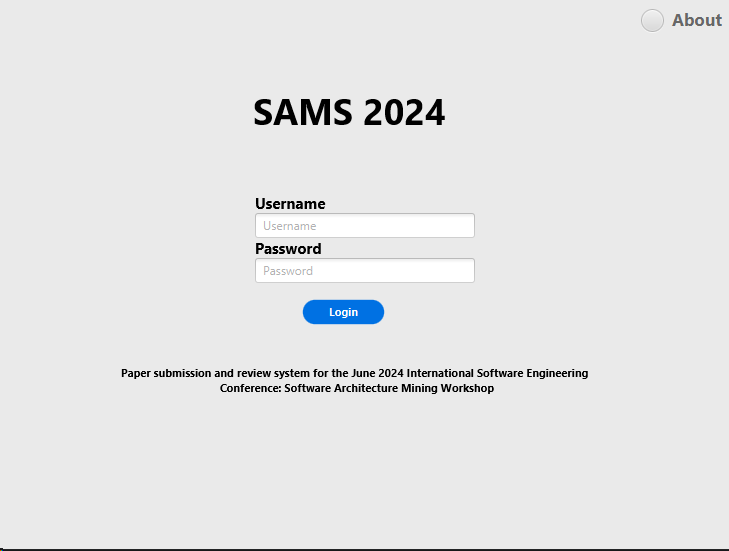 About
SAMS 2024
Username
Username
Password
Password
Login
Paper submission and review system for the June 2024 International Software Engineering
Conference: Software Architecture Mining Workshop